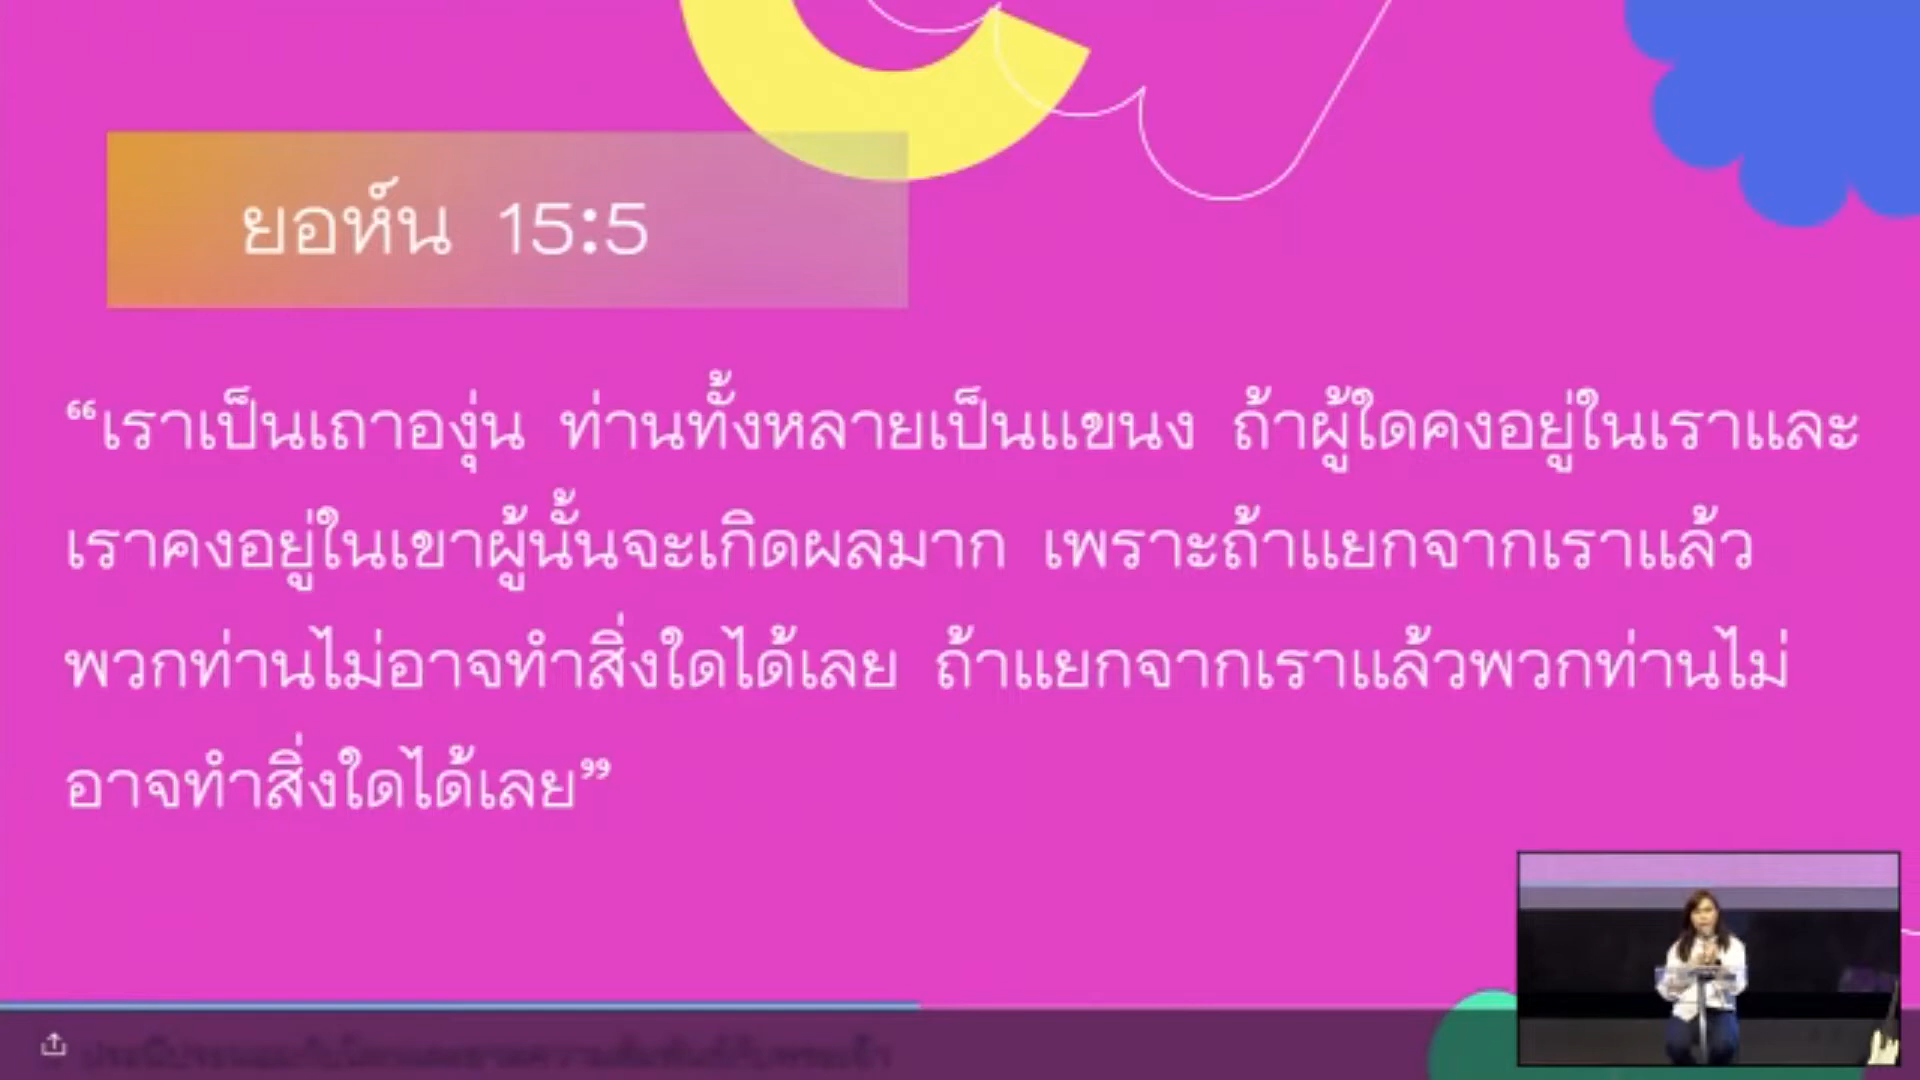 ยอห์น 15:5
“เราเป็นเถาองุ่น ท่านทั้งหลายเป็นแขนง ถ้าผู้ใดคงอยู่ในเราและ
เราคงอยู่ในเขาผู้นั้นจะเกิดผลมาก เพราะถ้าแยกจากเราแล้ว
พวกท่านไม่อาจทำสิ่งใดได้เลย ถ้าแยกจากเราแล้วพวกท่านไม่
อาจทำสิ่งใดได้เลย”